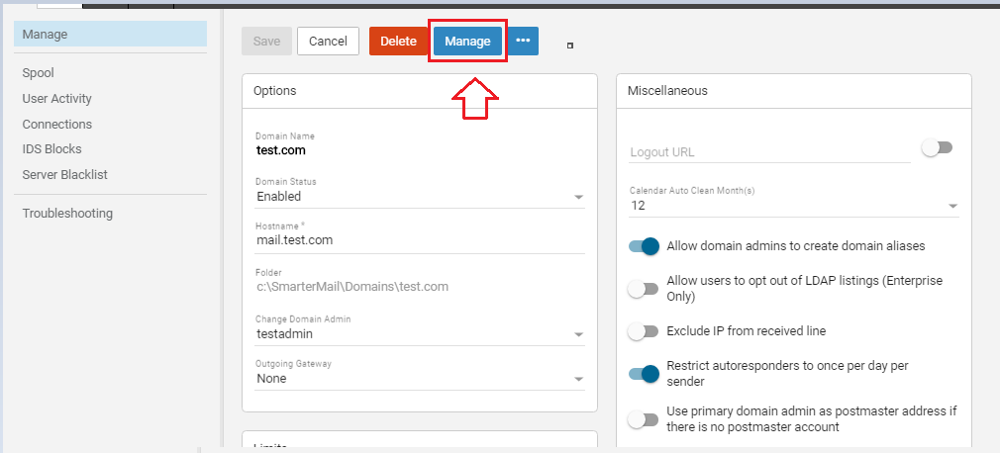 Manage
Spool
User Activity
Connections
IDS Blocks
Server Blacklist
Troubleshooting
Save Cancel Delete Manage •••
Options
Domain Name
test.com
Domain Status
Enabled
Hostname *
mail.test.com
Folder
c:\SmarterMail\Domains\test.com
Change Domain Admin
testadmin
Outgoing Gateway
None
Limits
Miscellaneous
Logout URL
Calendar Auto Clean Month(s)
12
Allow domain admins to create domain aliases
Allow users to opt out of LDAP listings (Enterprise
Only)
Exclude IP from received line
Restrict autoresponders to once per day per
sender
Use primary domain admin as postmaster address if
there is no postmaster account